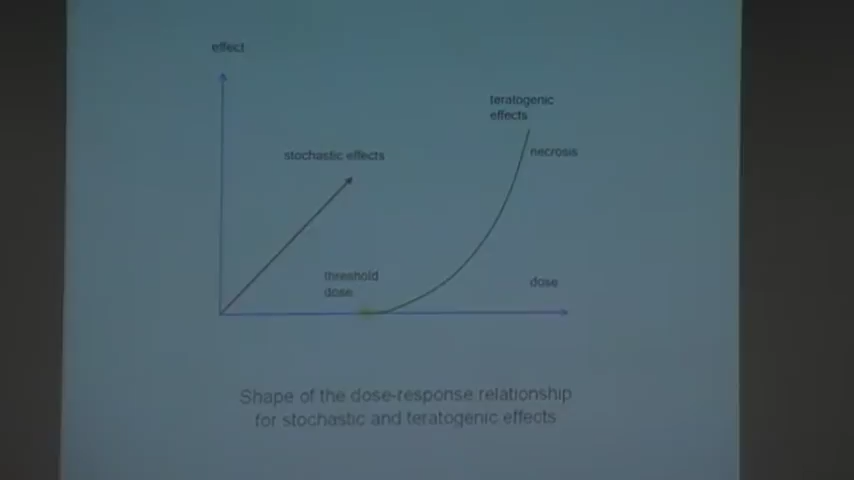 effect
teratogenic
effects
stochastic effects
necrosis
threshold
dose
dose
Shape of the dose-response relationship
for stochastic and teratogenic effects